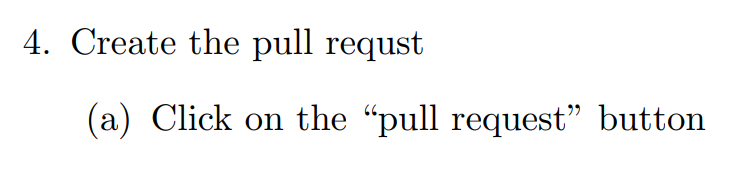 4. Create the pull requst
(a) Click on the “pull request” button